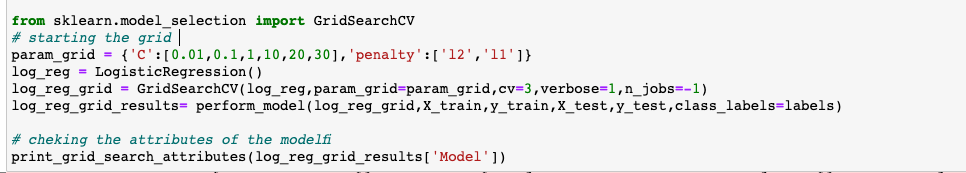 from sklearn.model_selection import GridSearchCV
# starting the grid
param_grid = {'C':[0.01,0.1,1,10,20,30],'penalty':['l2','l1']}
log_reg = LogisticRegression()
log_reg_grid = GridSearchCV(log_reg,param_grid=param_grid,cv=3,verbose=1,n_jobs=-1)
log_reg_grid_results= perform_model(log_reg_grid,X_train,y_train,X_test,y_test,class_labels=labels)
# cheking the attributes of the modelfi
print_grid_search_attributes(log_reg_grid_results['Model'])